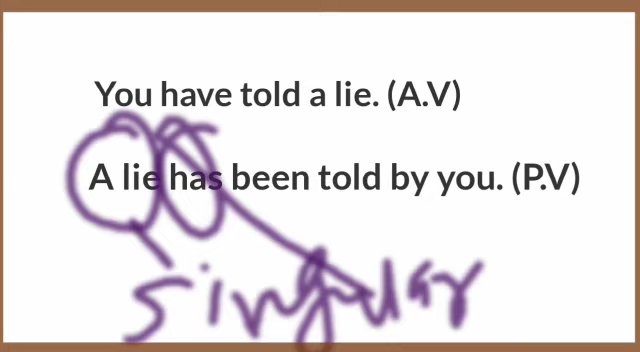 You have told a lie. (A.V)
A lie has been told by you. (P.V)
singular